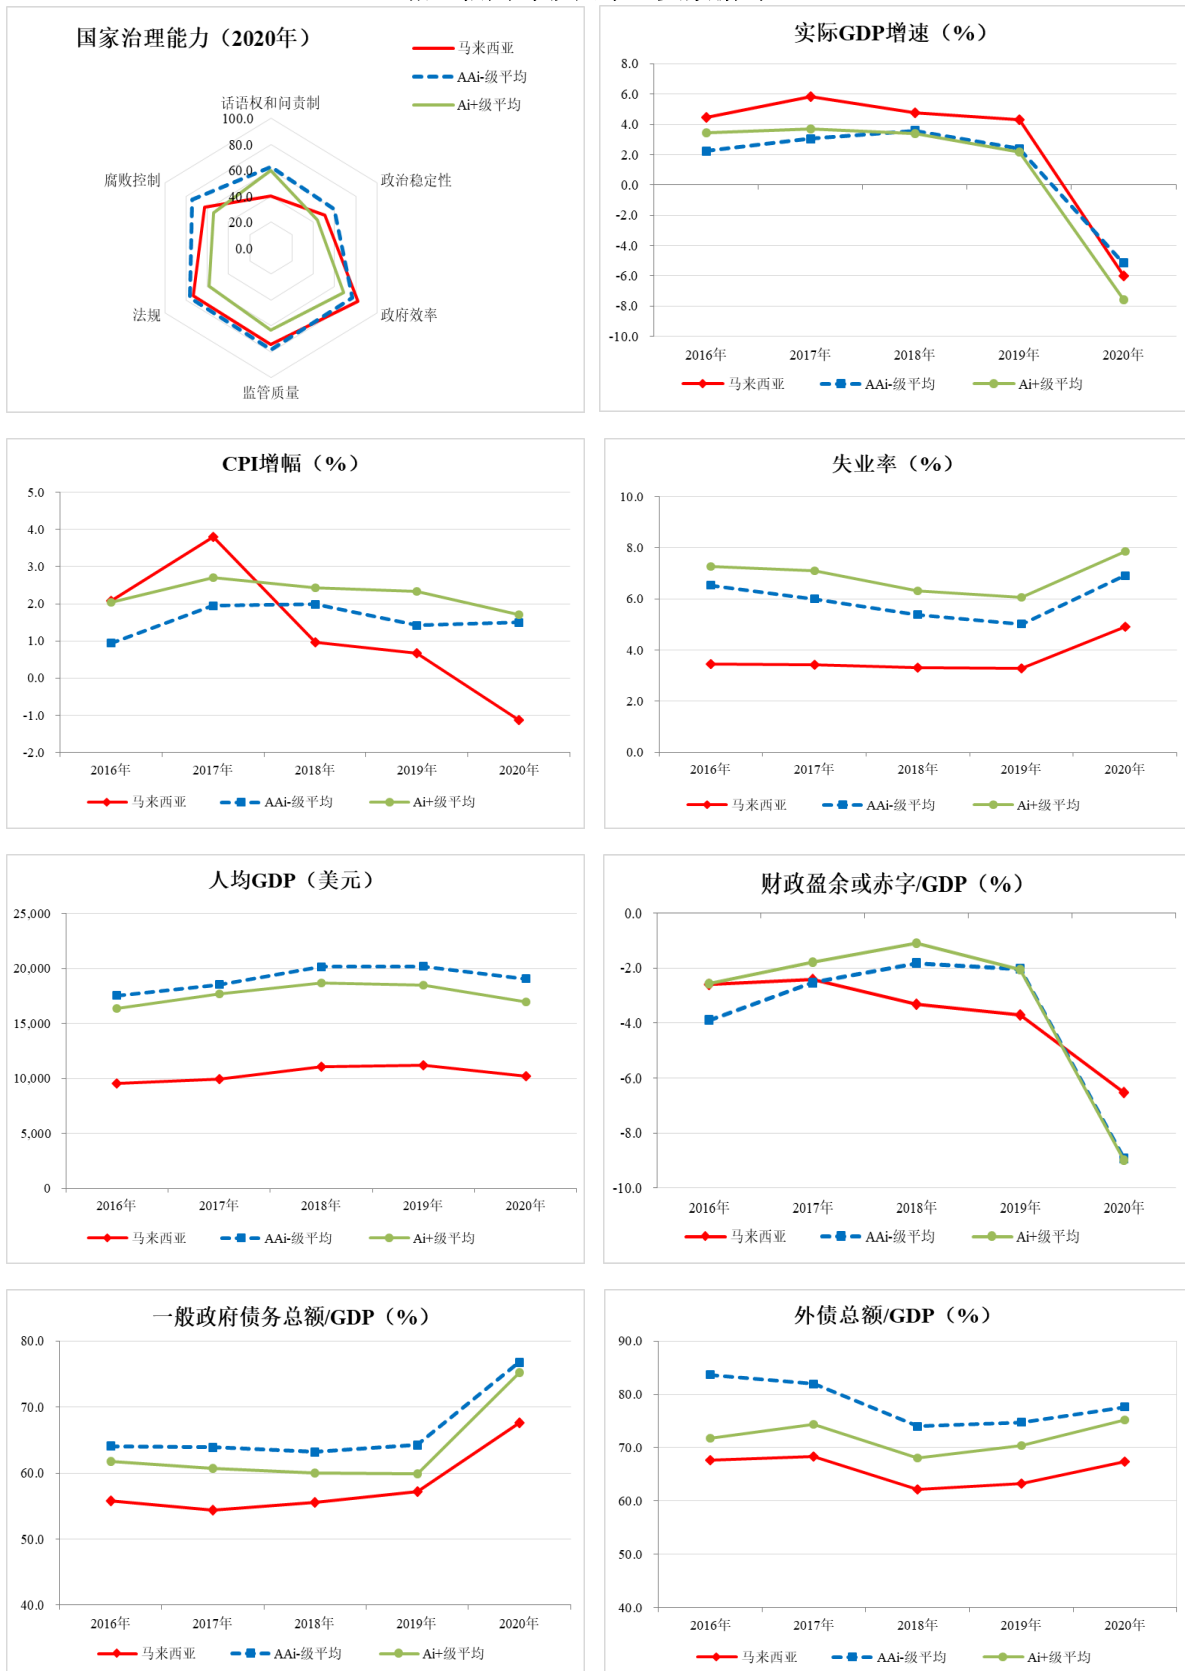 国家治理能力（2020年）
马来西亚
AAi-级平均
Ai+级平均
话语权和问责制
政治稳定性
政府效率
监管质量
法规
腐败控制
100.0
80.0
60.0
40.0
20.0
0.0
实际GDP增速（%）
8.0
6.0
4.0
2.0
0.0
-2.0
-4.0
-6.0
-8.0
-10.0
2016年 2017年 2018年 2019年 2020年
马来西亚 AAi-级平均 Ai+级平均
CPI增幅（%）
5.0
4.0
3.0
2.0
1.0
0.0
-1.0
-2.0
2016年 2017年 2018年 2019年 2020年
马来西亚 AAi-级平均 Ai+级平均
失业率（%）
10.0
8.0
6.0
4.0
2.0
0.0
2016年 2017年 2018年 2019年 2020年
马来西亚 AAi-级平均 Ai+级平均
人均GDP（美元）
25,000
20,000
15,000
10,000
5,000
0
2016年 2017年 2018年 2019年 2020年
马来西亚 AAi-级平均 Ai+级平均
财政盈余或赤字/GDP（%）
0.0
-2.0
-4.0
-6.0
-8.0
-10.0
2016年 2017年 2018年 2019年 2020年
马来西亚 AAi-级平均 Ai+级平均
一般政府债务总额/GDP（%）
80.0
70.0
60.0
50.0
40.0
2016年 2017年 2018年 2019年 2020年
马来西亚 AAi-级平均 Ai+级平均
外债总额/GDP（%）
90.0
80.0
70.0
60.0
50.0
40.0
2016年 2017年 2018年 2019年 2020年
马来西亚 AAi-级平均 Ai+级平均